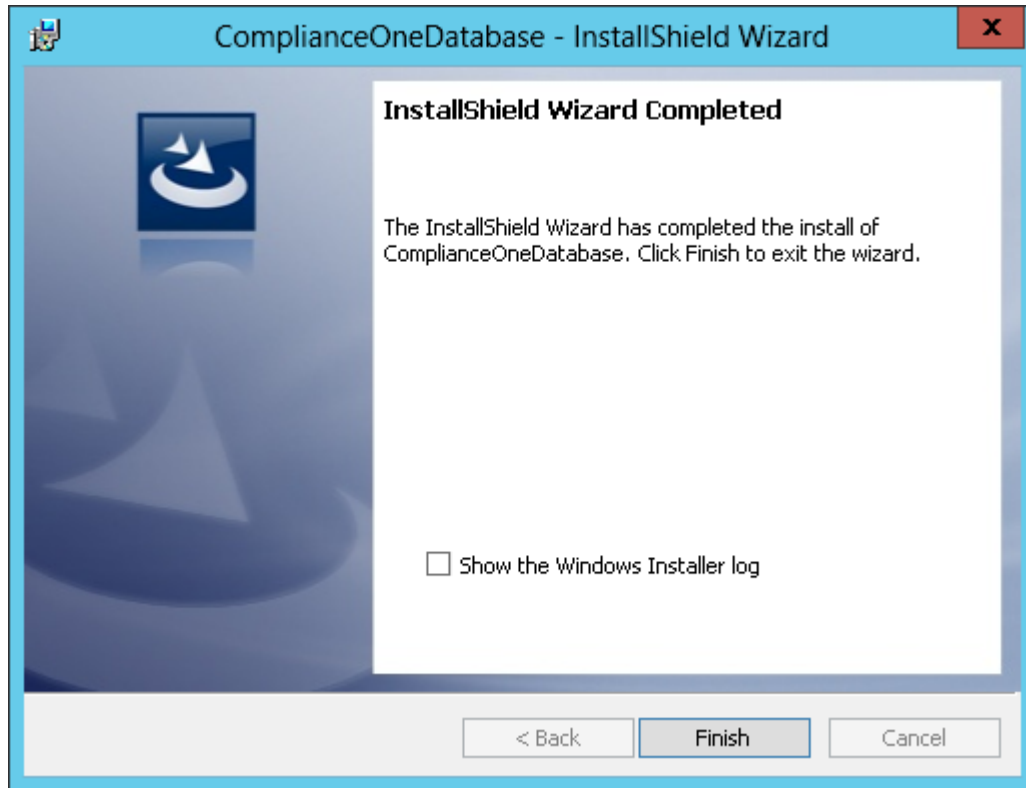 ComplianceOneDatabase - InstallShield Wizard
x
InstallShield Wizard Completed
The InstallShield Wizard has completed the install of
ComplianceOneDatabase. Click Finish to exit the wizard.
Show the Windows Installer log
< Back
Finish
Cancel